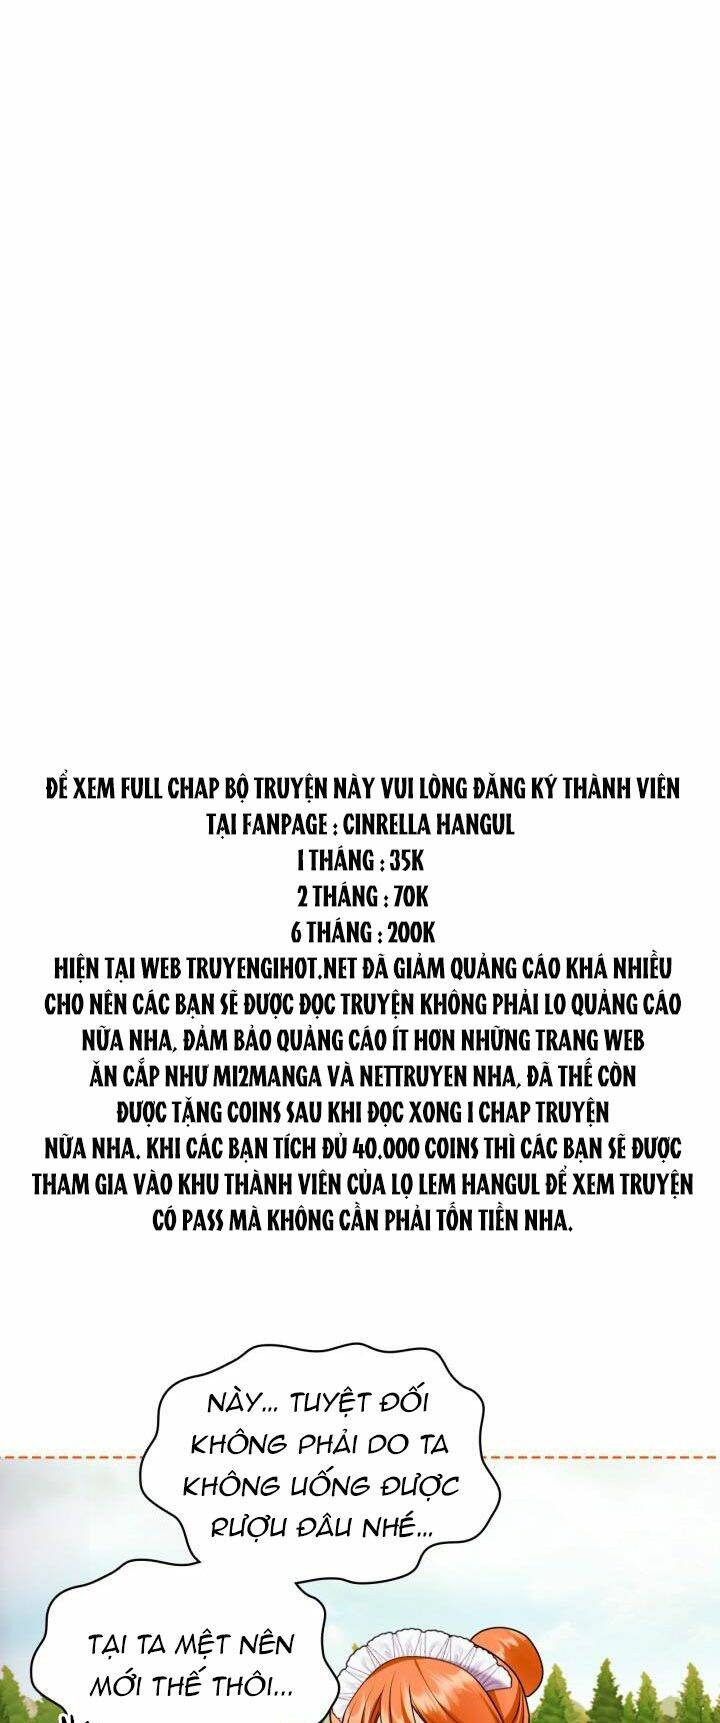 ĐỂ XEM FULL CHAP BỘ TRUYỆN NÀY VUI LÒNG ĐĂNG KÝ THÀNH VIÊN
TẠI FANPAGE : CINRELLA HANGUL
1 THÁNG : 35K
2 THÁNG : 70K
6 THÁNG : 200K
HIỆN TẠI WEB TRUYENGIHOT.NET ĐÃ GIẢM QUẢNG CÁO KHÁ NHIỀU
CHO NÊN CÁC BẠN SẼ ĐƯỢC ĐỌC TRUYỆN KHÔNG PHẢI LO QUẢNG CÁO
NỮA NHA, ĐẢM BẢO QUẢNG CÁO ÍT HƠN NHỮNG TRANG WEB
ĂN CẮP NHƯ MI2MANGA VÀ NETTRUYEN NHA, ĐÃ THẾ CÒN
ĐƯỢC TẶNG COINS SAU KHI ĐỌC XONG 1 CHAP TRUYỆN
NỮA NHA. KHI CÁC BẠN TÍCH ĐỦ 40.000 COINS THÌ CÁC BẠN SẼ ĐƯỢC
THAM GIA VÀO KHU THÀNH VIÊN CỦA LỌ LEM HANGUL ĐỂ XEM TRUYỆN
CÓ PASS MÀ KHÔNG CẦN PHẢI TỐN TIỀN NHA.
NÀY... TUYỆT ĐỐI
KHÔNG PHẢI DO TA
KHÔNG UỐNG ĐƯỢC
RƯỢU ĐÂU NHÉ...
TẠI TA MỆT NÊN
MỚI THẾ THÔI...